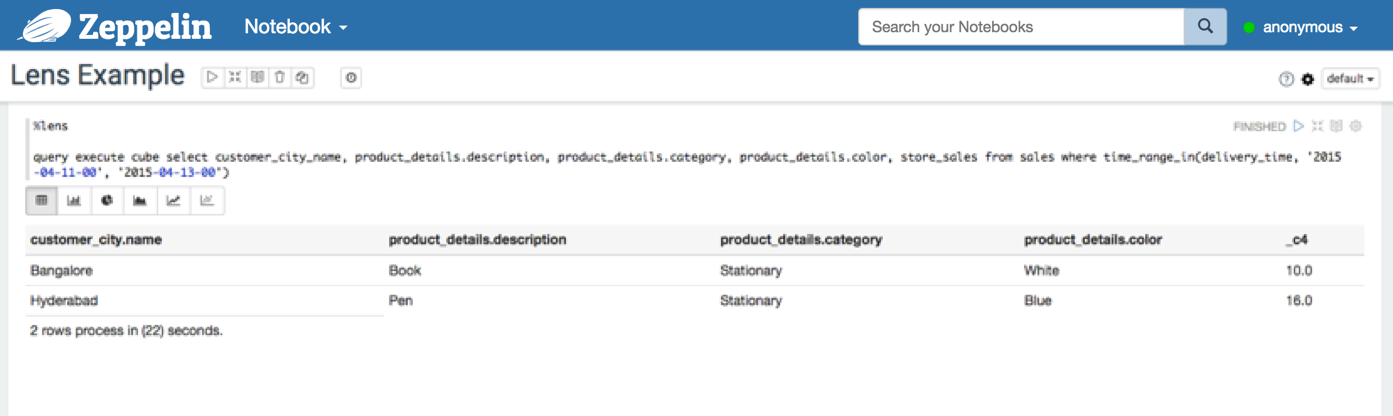 Zeppelin Notebook Search your Notebooks anonymous
Lens Example default
%lens FINISHED
query execute cube select customer_city_name, product_details.description, product_details.category, product_details.color, store_sales from sales where time_range_in(delivery_time, '2015
-04-11-00', '2015-04-13-00")
customer_city.name product_details.description product_details.category product_details.color _c4
Bangalore Book Stationary White 10.0
Hyderabad Pen Stationary Blue 16.0
2 rows process in (22) seconds.